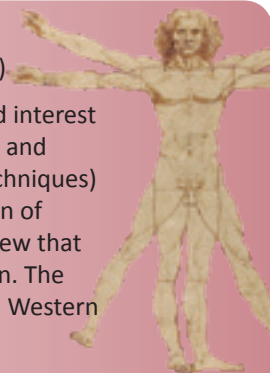 )
d interest
and
chniques)
n of
ew that
n. The
Western